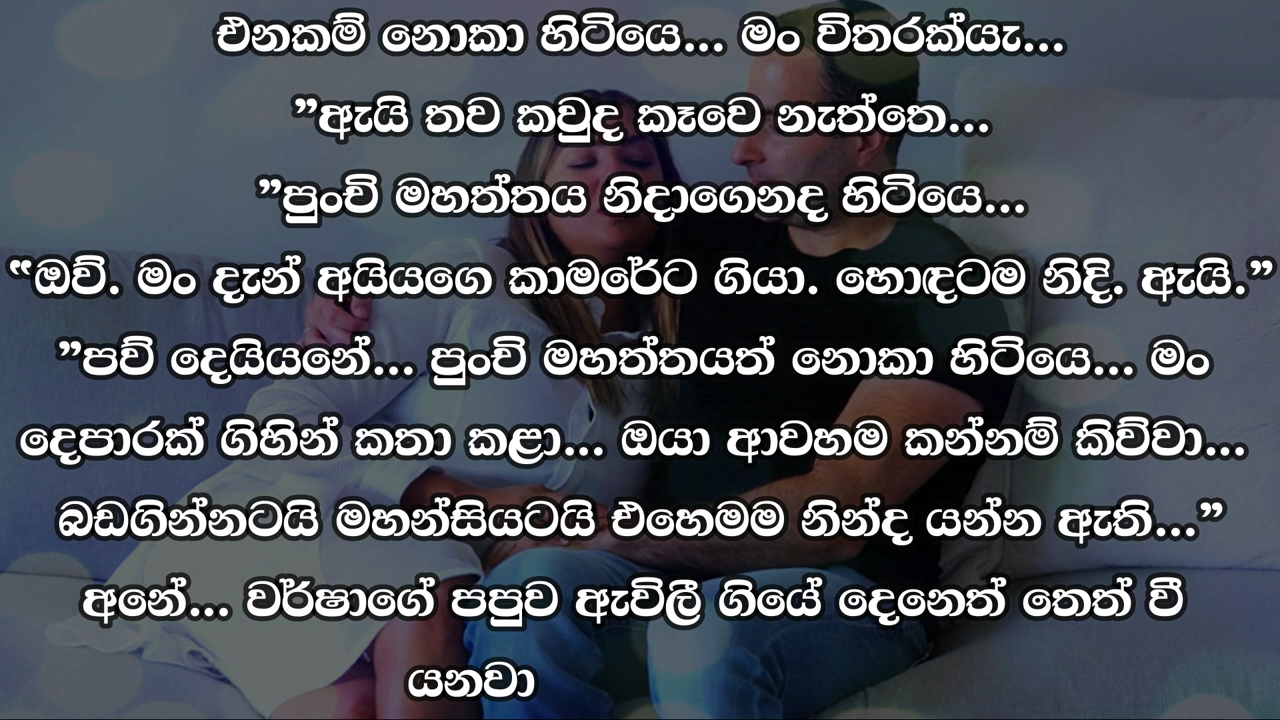 එනකම් නොකා හිටියෙ... මං විතරක්යැ...
”ඇයි තව කවුද කෑවෙ නැත්තෙ...
”පුංචි මහත්තය නිදාගෙනද හිටියෙ...
“ඔව්. මං දැන් අයියගෙ කාමරේට ගියා. හොඳටම නිදි. ඇයි.”
”පව් දෙයියනේ... පුංචි මහත්තයත් නොකා හිටියෙ... මං
දෙපාරක් ගිහින් කතා කළා... ඔයා ආවහම කන්නම් කිව්වා...
බඩගින්නටයි මහන්සියටයි එහෙමම නින්ද යන්න ඇති...”
අනේ... වර්ෂාගේ පපුව ඇවිලී ගියේ දෙනෙත් තෙත් වී
යනවා